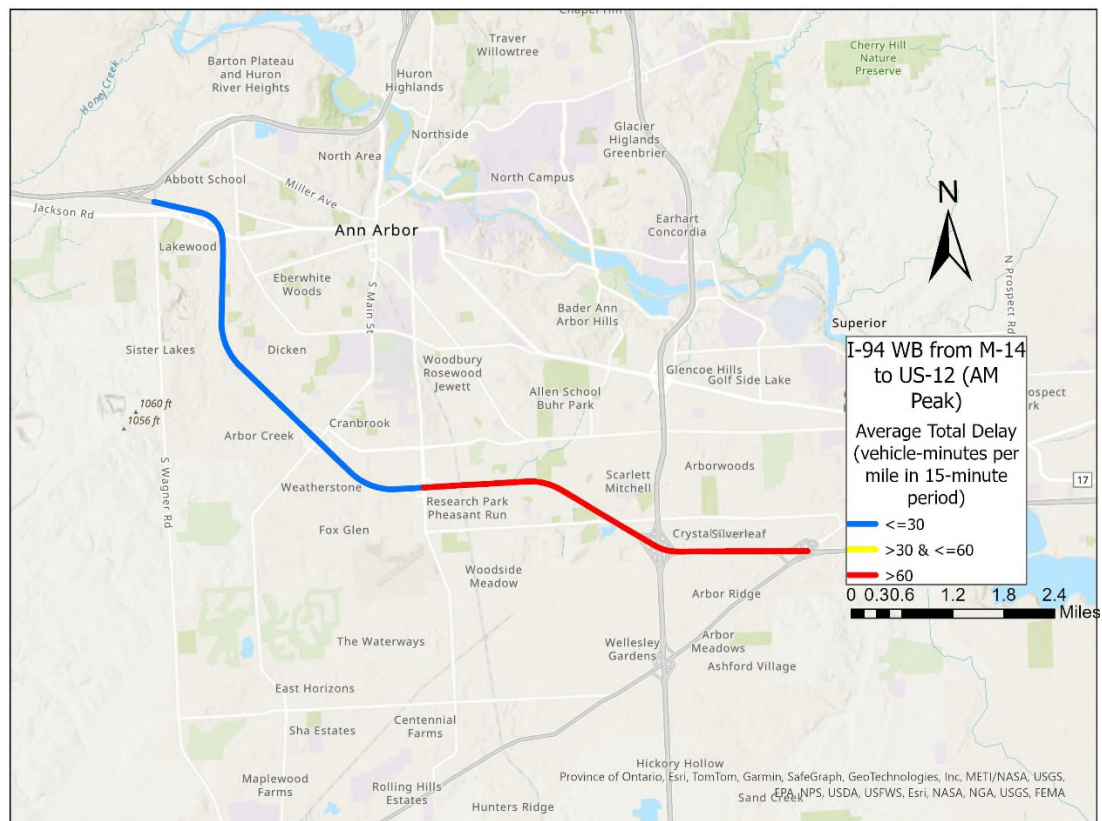 Chapel Hill
Traver
Willowtree
Cherry Hill
Nature
Preserve
Honey Creek
Barton Plateau
and Huron
River Heights
Huron
Highlands
Northside
Glacier
Higlands
Greenbrier
North Area
North Campus
Abbott School
Miller Ave
Jackson Rd
Earhart
Concordia
N
Lakewood
Ann Arbor
N Prospect Rd
Eberwhite
Woods
S Main St
Bader Ann
Arbor Hills
Superior
Sister Lakes
Dicken
Woodbury
Rosewood
Jewett
Glencoe Hills
Golf Side Lake
Allen School
Buhr Park
I-94 WB from M-14
to US-12 (AM
Peak)
Average Total Delay
(vehicle-minutes per
mile in 15-minute
period)
<=30
>30 & <=60
>60
1060 ft
1056 ft
Arbor Creek
Cranbrook
S Wagner Rd
Weatherstone
Scarlett
Mitchell
Arborwoods
17
Research Park
Pheasant Run
Fox Glen
Silverleaf
Woodside
Meadow
Arbor Ridge
0 0.30.6 1.2 1.8 2.4
Miles
The Waterways
Wellesley
Gardens
Arbor
Meadows
Ashford Village
East Horizons
Sha Estates
Centennial
Farms
Maplewood
Farms
Rolling Hills
Estates
Hunters Ridge
Hickory Hollow
Sand Creek
Province of Ontario, Esri, TomTom, Garmin, SafeGraph, GeoTechnologies, Inc, METI/NASA, USGS,
EPA, NPS, USDA, USFWS, Esri, NASA, NGA, USGS, FEMA